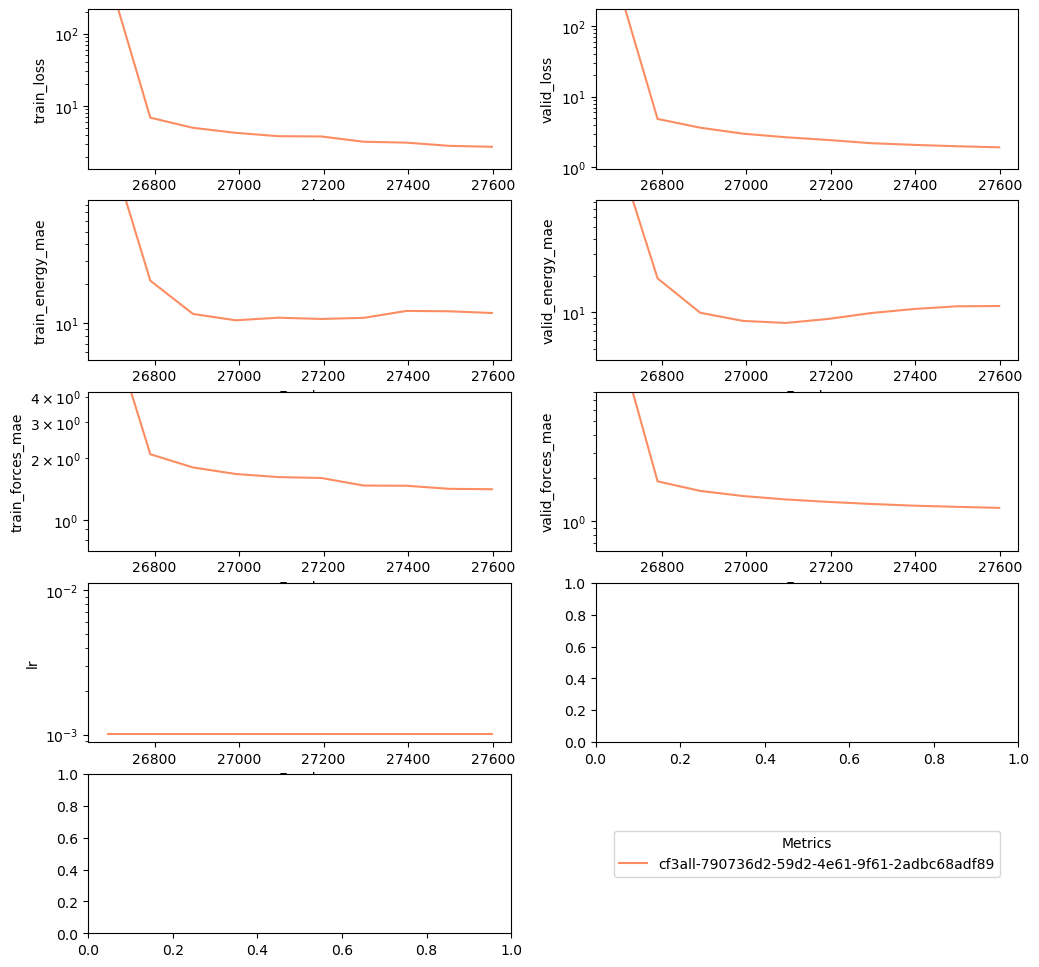 10²
10¹
train_loss
26800 27000 27200 27400 27600
10²
10¹
10⁰
valid_loss
26800 27000 27200 27400 27600
10¹
train_energy_mae
26800 27000 27200 27400 27600
10¹
valid_energy_mae
26800 27000 27200 27400 27600
4 × 10⁰
3 × 10⁰
2 × 10⁰
10⁰
train_forces_mae
26800 27000 27200 27400 27600
10⁰
valid_forces_mae
26800 27000 27200 27400 27600
10⁻²
10⁻³
lr
26800 27000 27200 27400 27600
1.0
0.8
0.6
0.4
0.2
0.0
0.0 0.2 0.4 0.6 0.8 1.0
1.0
0.8
0.6
0.4
0.2
0.0
0.0 0.2 0.4 0.6 0.8 1.0
Metrics
cf3all-790736d2-59d2-4e61-9f61-2adbc68adf89